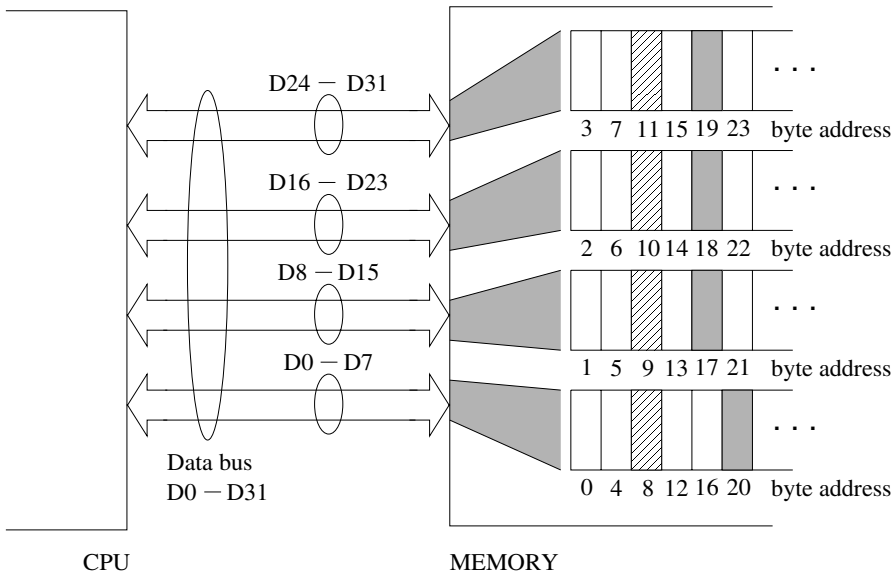 D24 — D31
· · ·
3 7 11 15 19 23 byte address
D16 — D23
· · ·
2 6 10 14 18 22 byte address
D8 — D15
· · ·
1 5 9 13 17 21 byte address
D0 — D7
· · ·
0 4 8 12 16 20 byte address
Data bus
D0 — D31
CPU
MEMORY